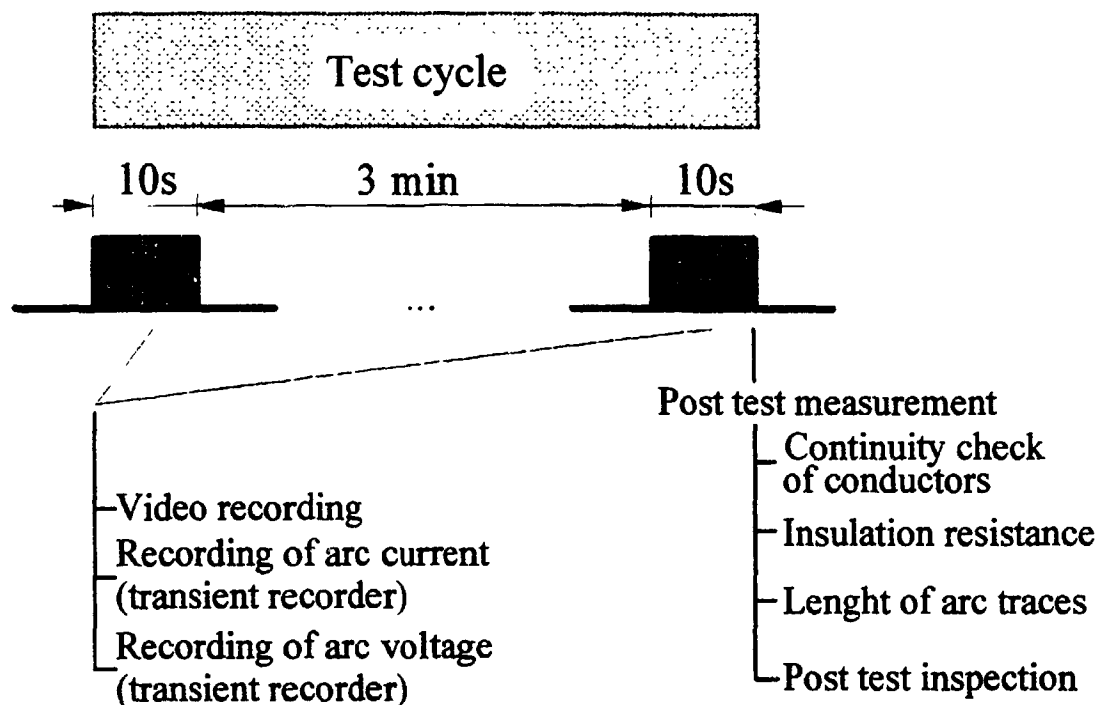 Test cycle
10s
3 min
10s
...
Post test measurement
Continuity check
of conductors
Insulation resistance
Lenght of arc traces
Post test inspection
Video recording
Recording of arc current
(transient recorder)
Recording of arc voltage
(transient recorder)